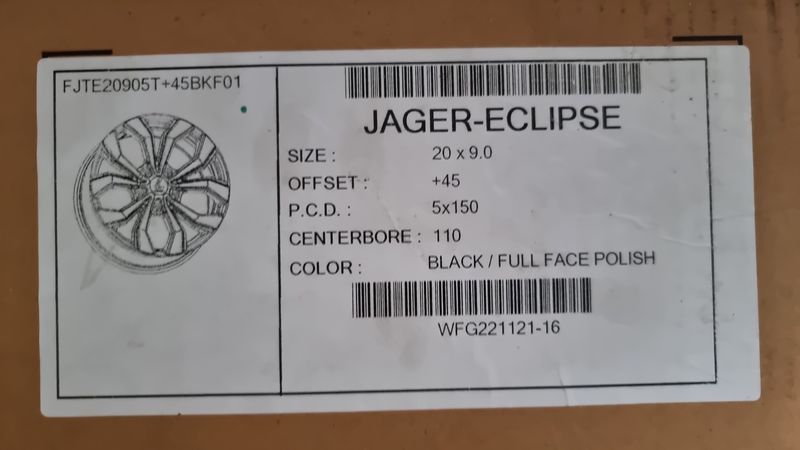 FJTE20905T+45BKF01
JAGER-ECLIPSE
SIZE : 20 x 9.0
OFFSET : +45
P.C.D. : 5x150
CENTERBORE : 110
COLOR : BLACK / FULL FACE POLISH
WFG221121-16